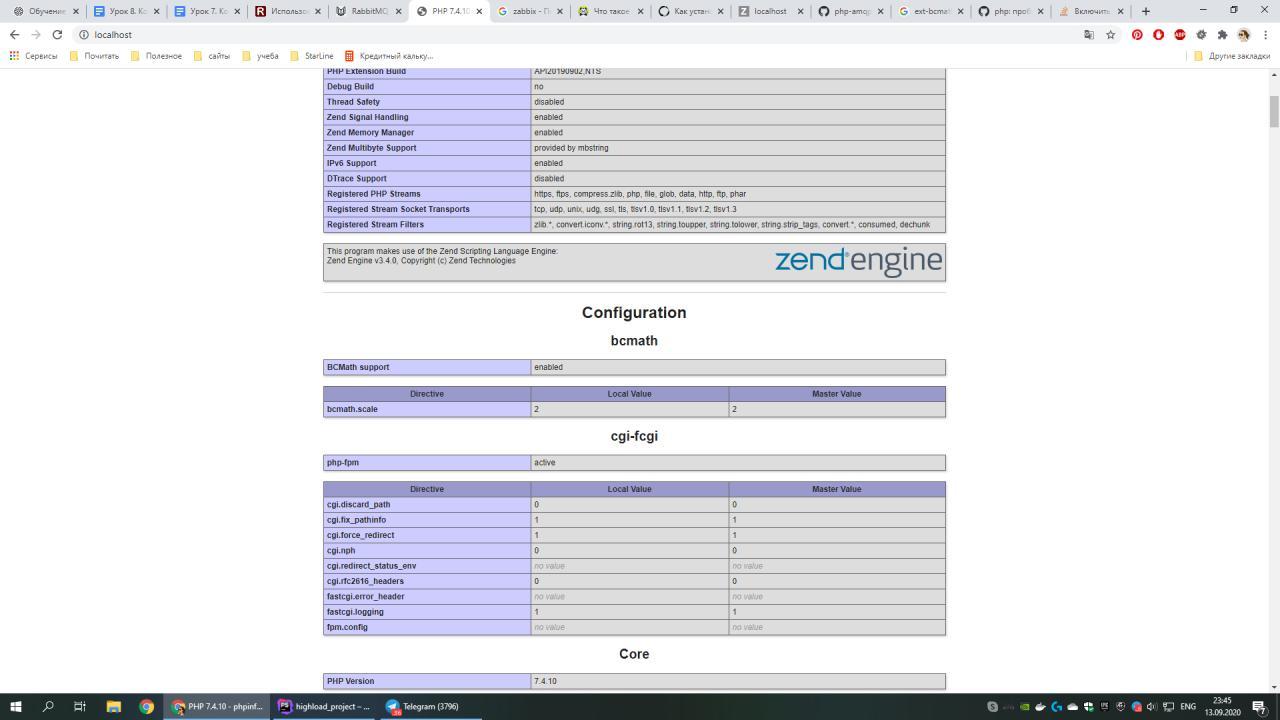 Обучение
Урок 8. Ко
Урок 7. Ко
Использо
RabbitMQ
PHP 7.4.10
zabbix - П
Что такое
Как устан
localhost
php-amqp
ext-bcmat
php: проб
Включить
localhost
Сервисы Почитать Полезное сайты учеба StarLine Кредитный кальку... Другие закладки
PHP Extension Build API20190902,NTS
Debug Build no
Thread Safety disabled
Zend Signal Handling enabled
Zend Memory Manager enabled
Zend Multibyte Support provided by mbstring
IPv6 Support enabled
DTrace Support disabled
Registered PHP Streams https, ftps, compress.zlib, php, file, glob, data, http, ftp, phar
Registered Stream Socket Transports tcp, udp, unix, udg, ssl, tls, tlsv1.0, tlsv1.1, tlsv1.2, tlsv1.3
Registered Stream Filters zlib.*, convert.iconv.*, string.rot13, string.toupper, string.tolower, string.strip_tags, convert.*, consumed, dechunk
This program makes use of the Zend Scripting Language Engine:
Zend Engine v3.4.0, Copyright (c) Zend Technologies
zend engine
Configuration
bcmath
BCMath support enabled
Directive Local Value Master Value
bcmath.scale 2 2
cgi-fcgi
php-fpm active
Directive Local Value Master Value
cgi.discard_path 0 0
cgi.fix_pathinfo 1 1
cgi.force_redirect 1 1
cgi.nph 0 0
cgi.redirect_status_env no value no value
cgi.rfc2616_headers 0 0
fastcgi.error_header no value no value
fastcgi.logging 1 1
fpm.config no value no value
Core
PHP Version 7.4.10
PHP 7.4.10 - phpinf... highload_project – ... Telegram (3796) ENG 23:45
13.09.2020